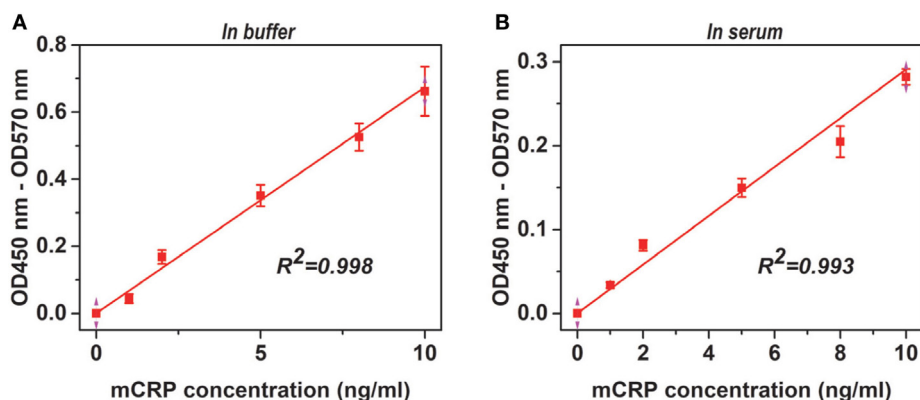 A
In buffer
0.8
0.6
0.4
0.2
0.0
OD450 nm - OD570 nm
R²=0.998
0
5
10
mCRP concentration (ng/ml)
B
In serum
0.3
0.2
0.1
0.0
OD450 nm - OD570 nm
R²=0.993
0
2
4
6
8
10
mCRP concentration (ng/ml)